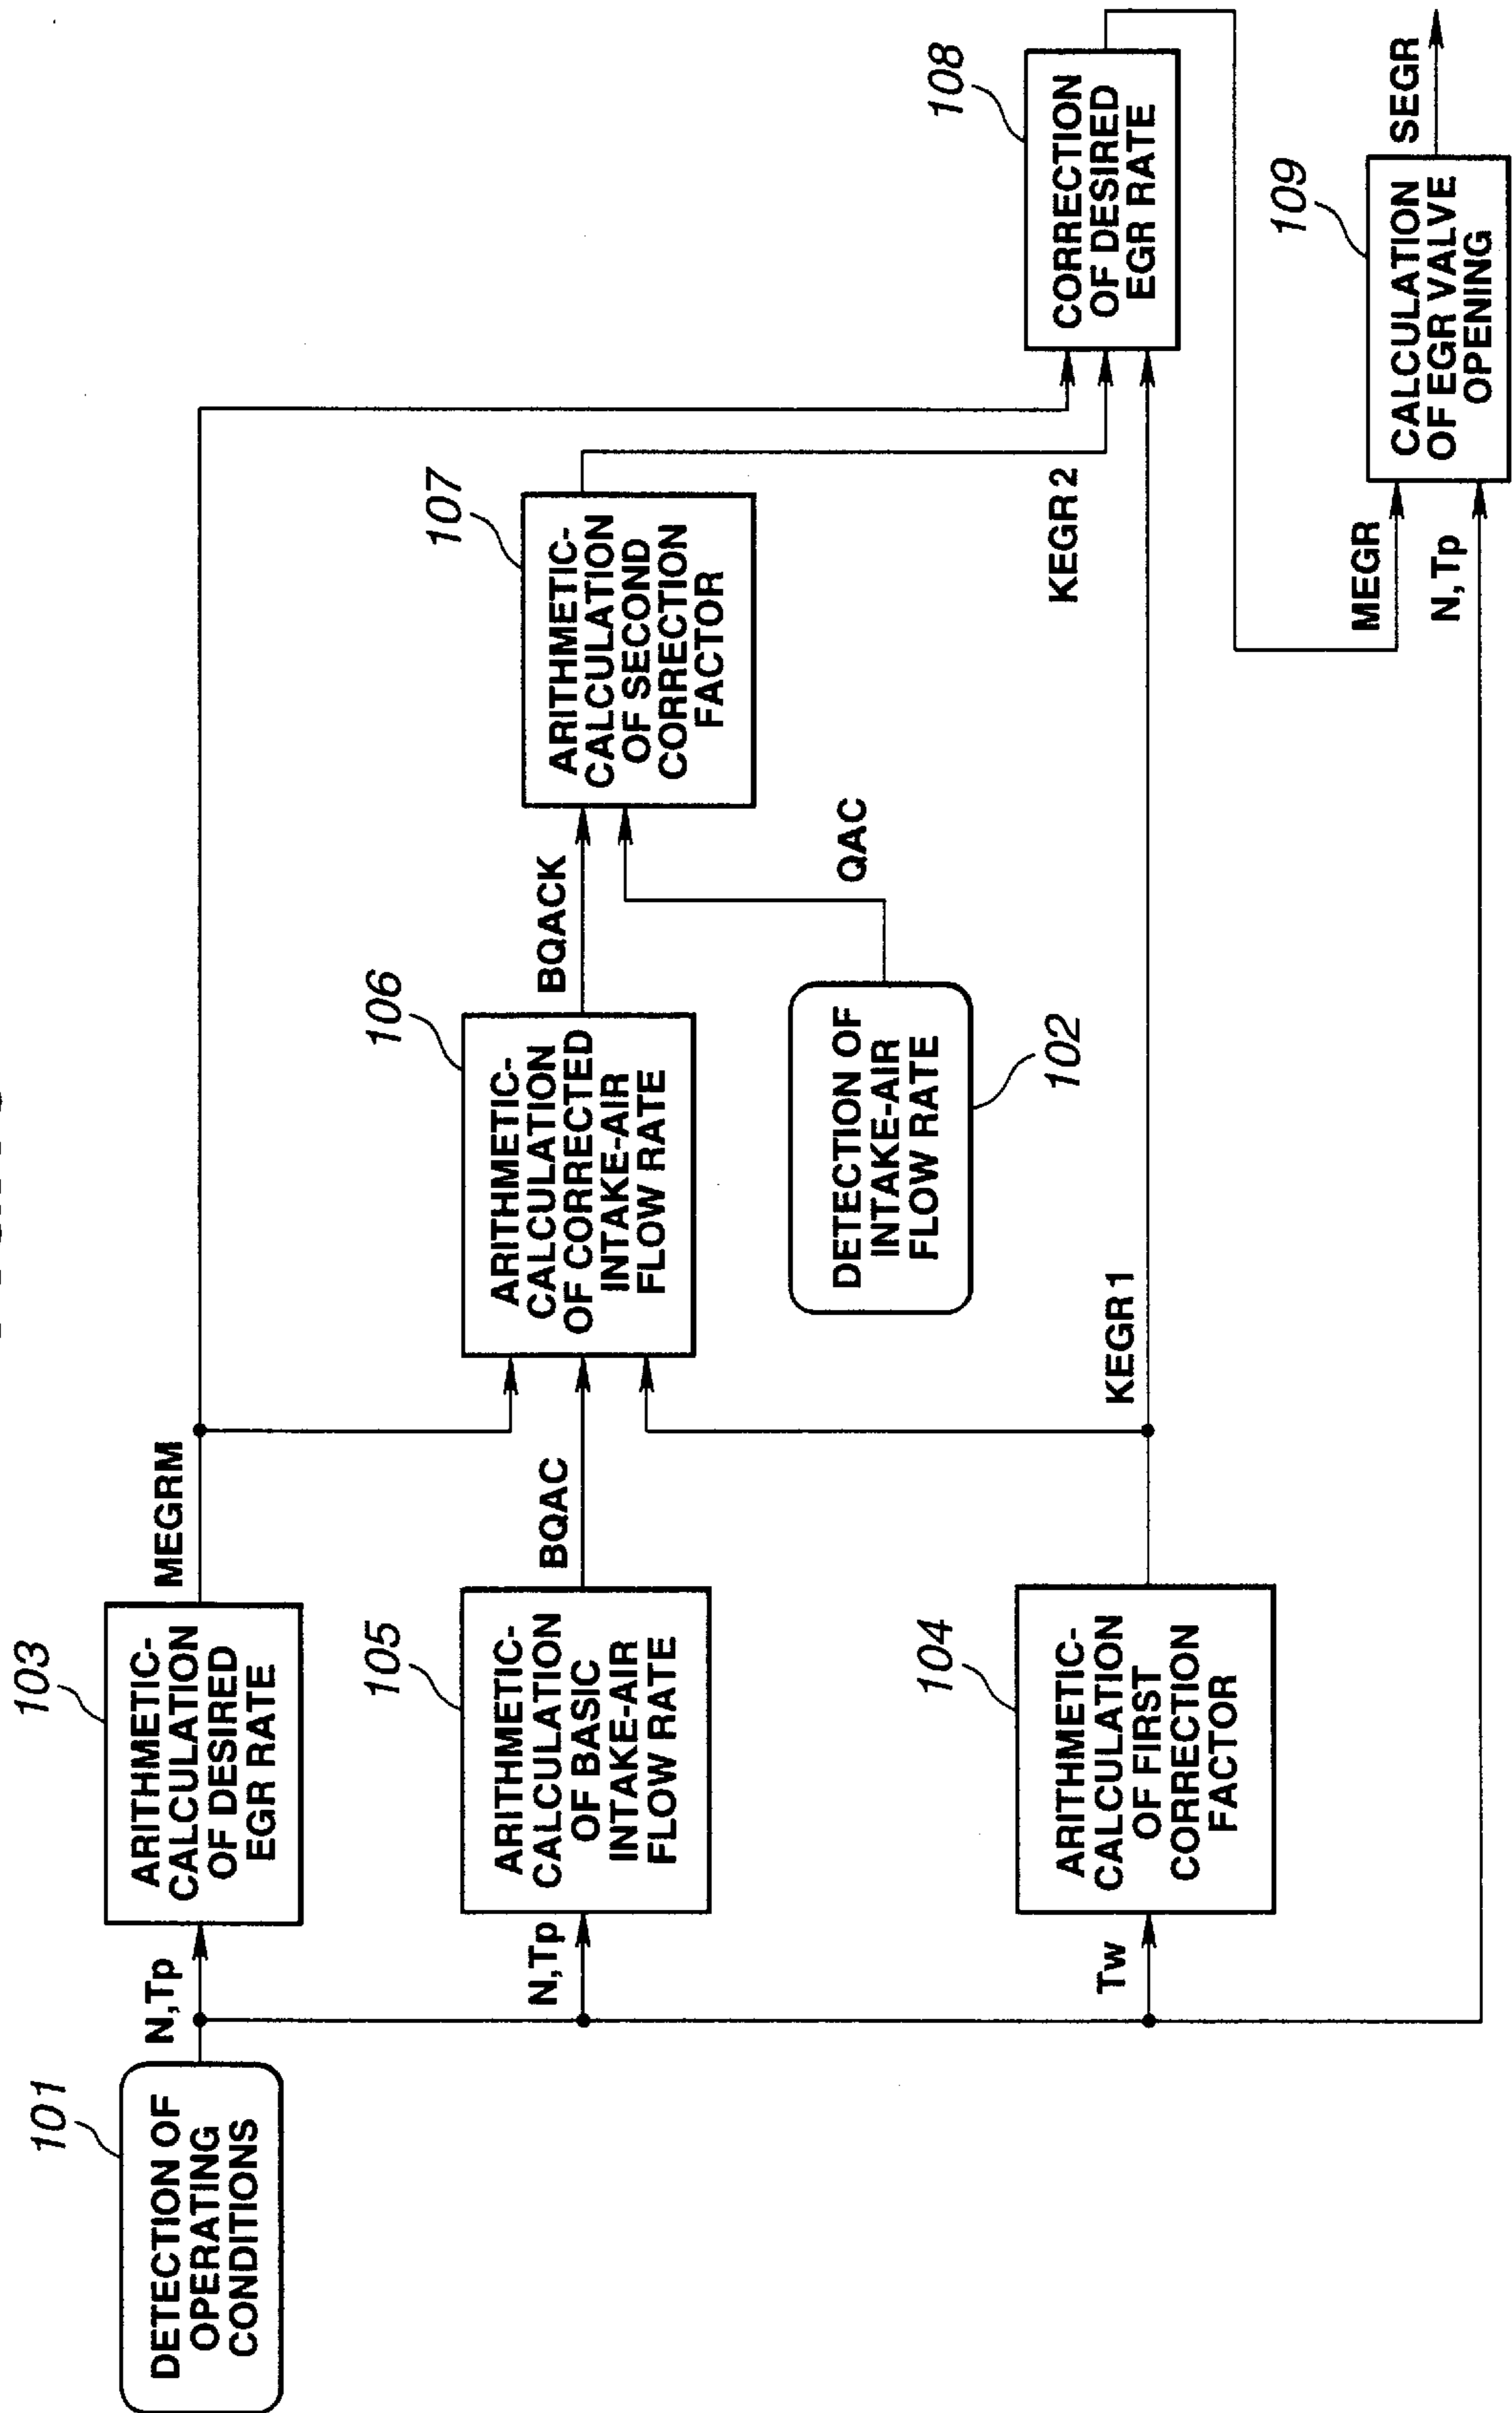 101
DETECTION OF
OPERATING
CONDITIONS
N,Tp
103
ARITHMETIC-
CALCULATION
OF DESIRED
EGR RATE
MEGRM
N,Tp
105
ARITHMETIC-
CALCULATION
OF BASIC
INTAKE-AIR
FLOW RATE
BQAC
Tw
104
ARITHMETIC-
CALCULATION
OF FIRST
CORRECTION
FACTOR
KEGR1
106
ARITHMETIC-
CALCULATION
OF CORRECTED
INTAKE-AIR
FLOW RATE
BQACK
DETECTION OF
INTAKE-AIR
FLOW RATE
102
QAC
107
ARITHMETIC-
CALCULATION
OF SECOND
CORRECTION
FACTOR
KEGR2
108
CORRECTION
OF DESIRED
EGR RATE
MEGR
N,Tp
109
CALCULATION
OF EGR VALVE
OPENING
SEGR